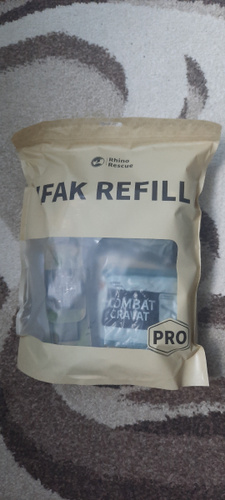 Rhino
Rescue
IFAK REFILL
COMBAT
CRAVAT
PRO